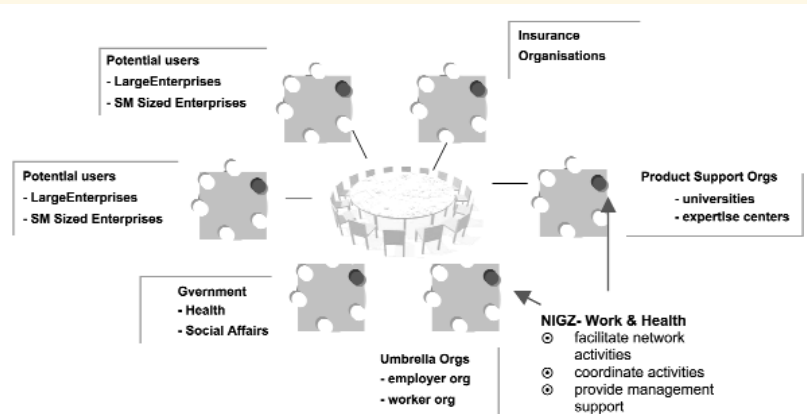 Insurance
Organisations
Potential users
- LargeEnterprises
- SM Sized Enterprises
Potential users
- LargeEnterprises
- SM Sized Enterprises
Product Support Orgs
- universities
- expertise centers
Gvernment
- Health
- Social Affairs
Umbrella Orgs
- employer org
- worker org
NIGZ- Work & Health
facilitate network
activities
coordinate activities
provide management
support